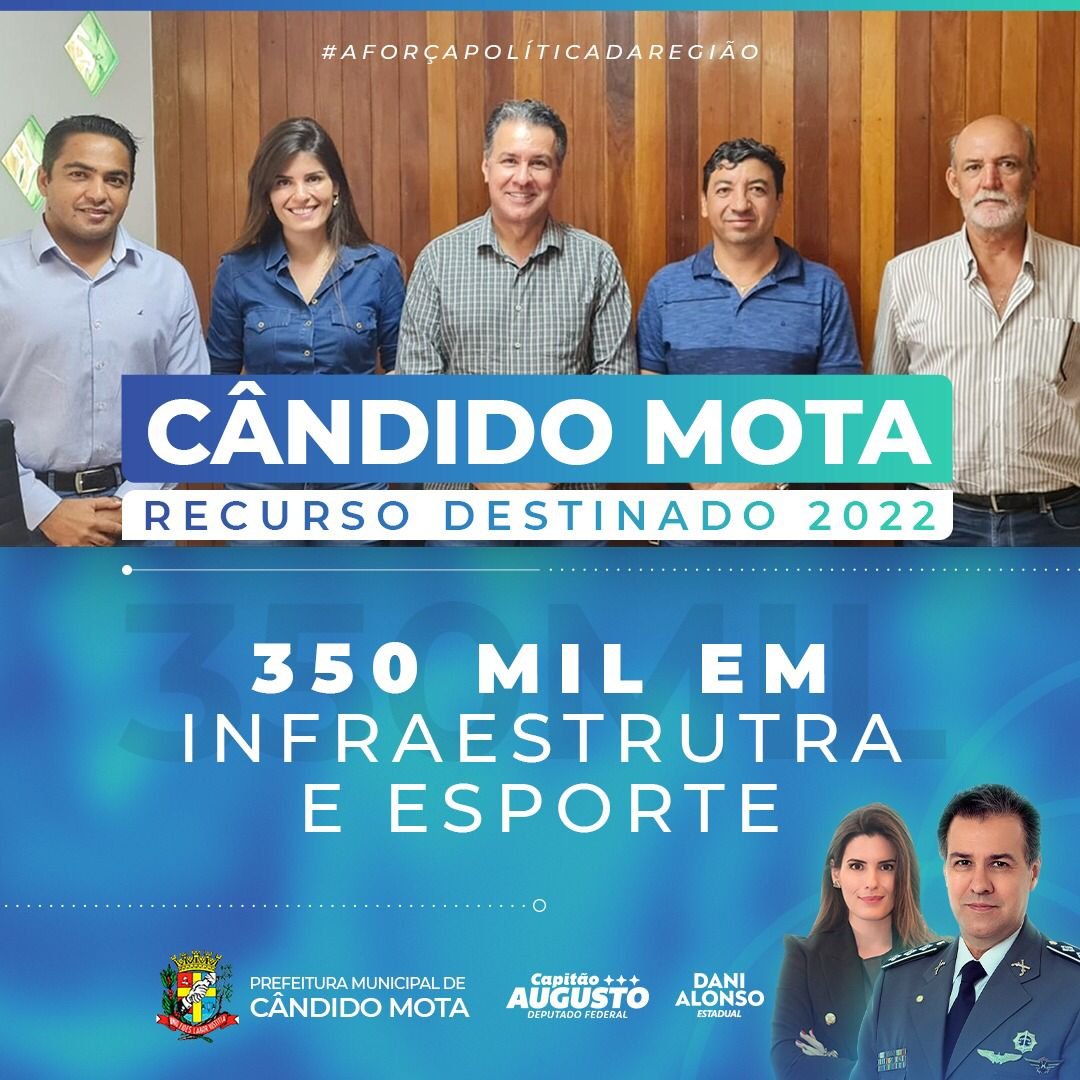 #AFORÇAPOLÍTICADAREGIÃO
CÂNDIDO MOTA
RECURSO DESTINADO 2022
350MIL
350 MIL EM
INFRAESTRUTRA
E ESPORTE
PREFEITURA MUNICIPAL DE
CÂNDIDO MOTA
Capitão
AUGUSTO
DEPUTADO FEDERAL
DANI
ALONSO
ESTADUAL